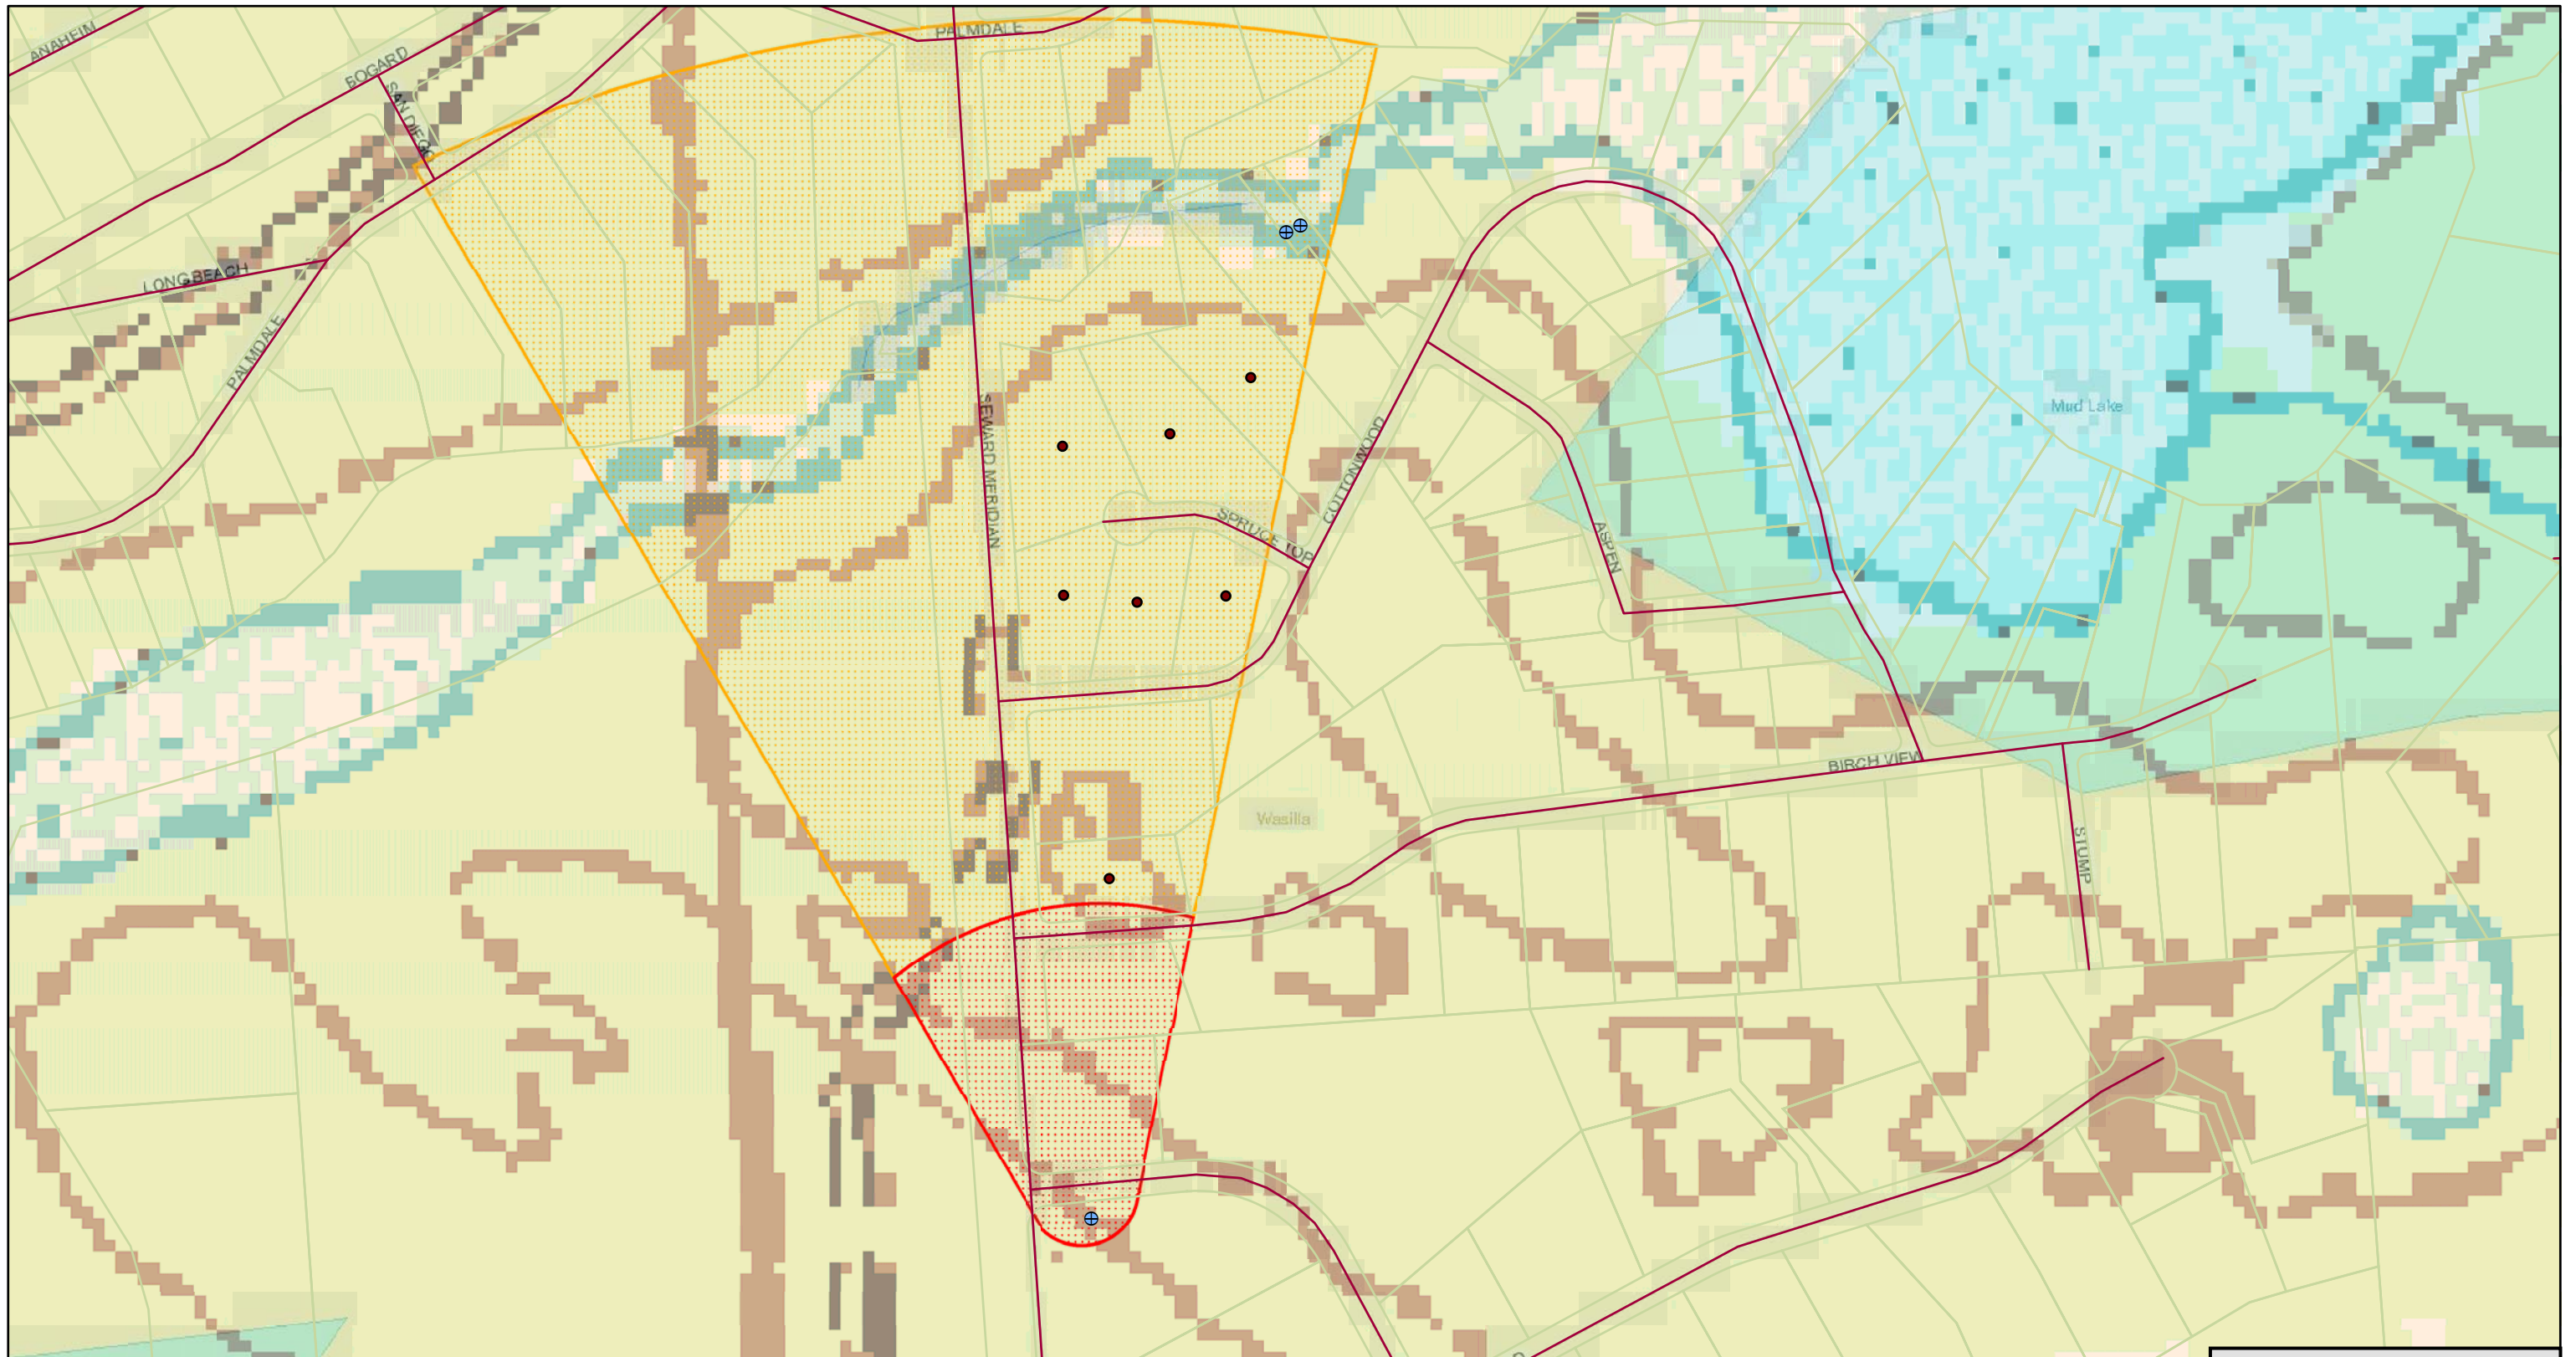 PALMDALE
ANAHEIM
BOGARD
SAN DIEGO
LONG BEACH
PALMDALE
Mud Lake
SEWARD MERIDIAN
COTTONWOOD
SPRUCE TOP
ASPEN
BIRCH VIEW
Wasilla
STUMP